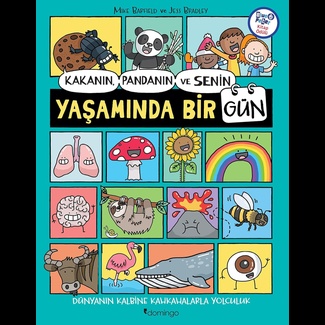 MIKE BARFIELD VE JESS BRADLEY
KAKANIN, PANDANIN VE SENİN
YAŞAMINDA BİR GÜN
DÜNYANIN KALBİNE KAHKAHALARLA YOLCULUK
domingo